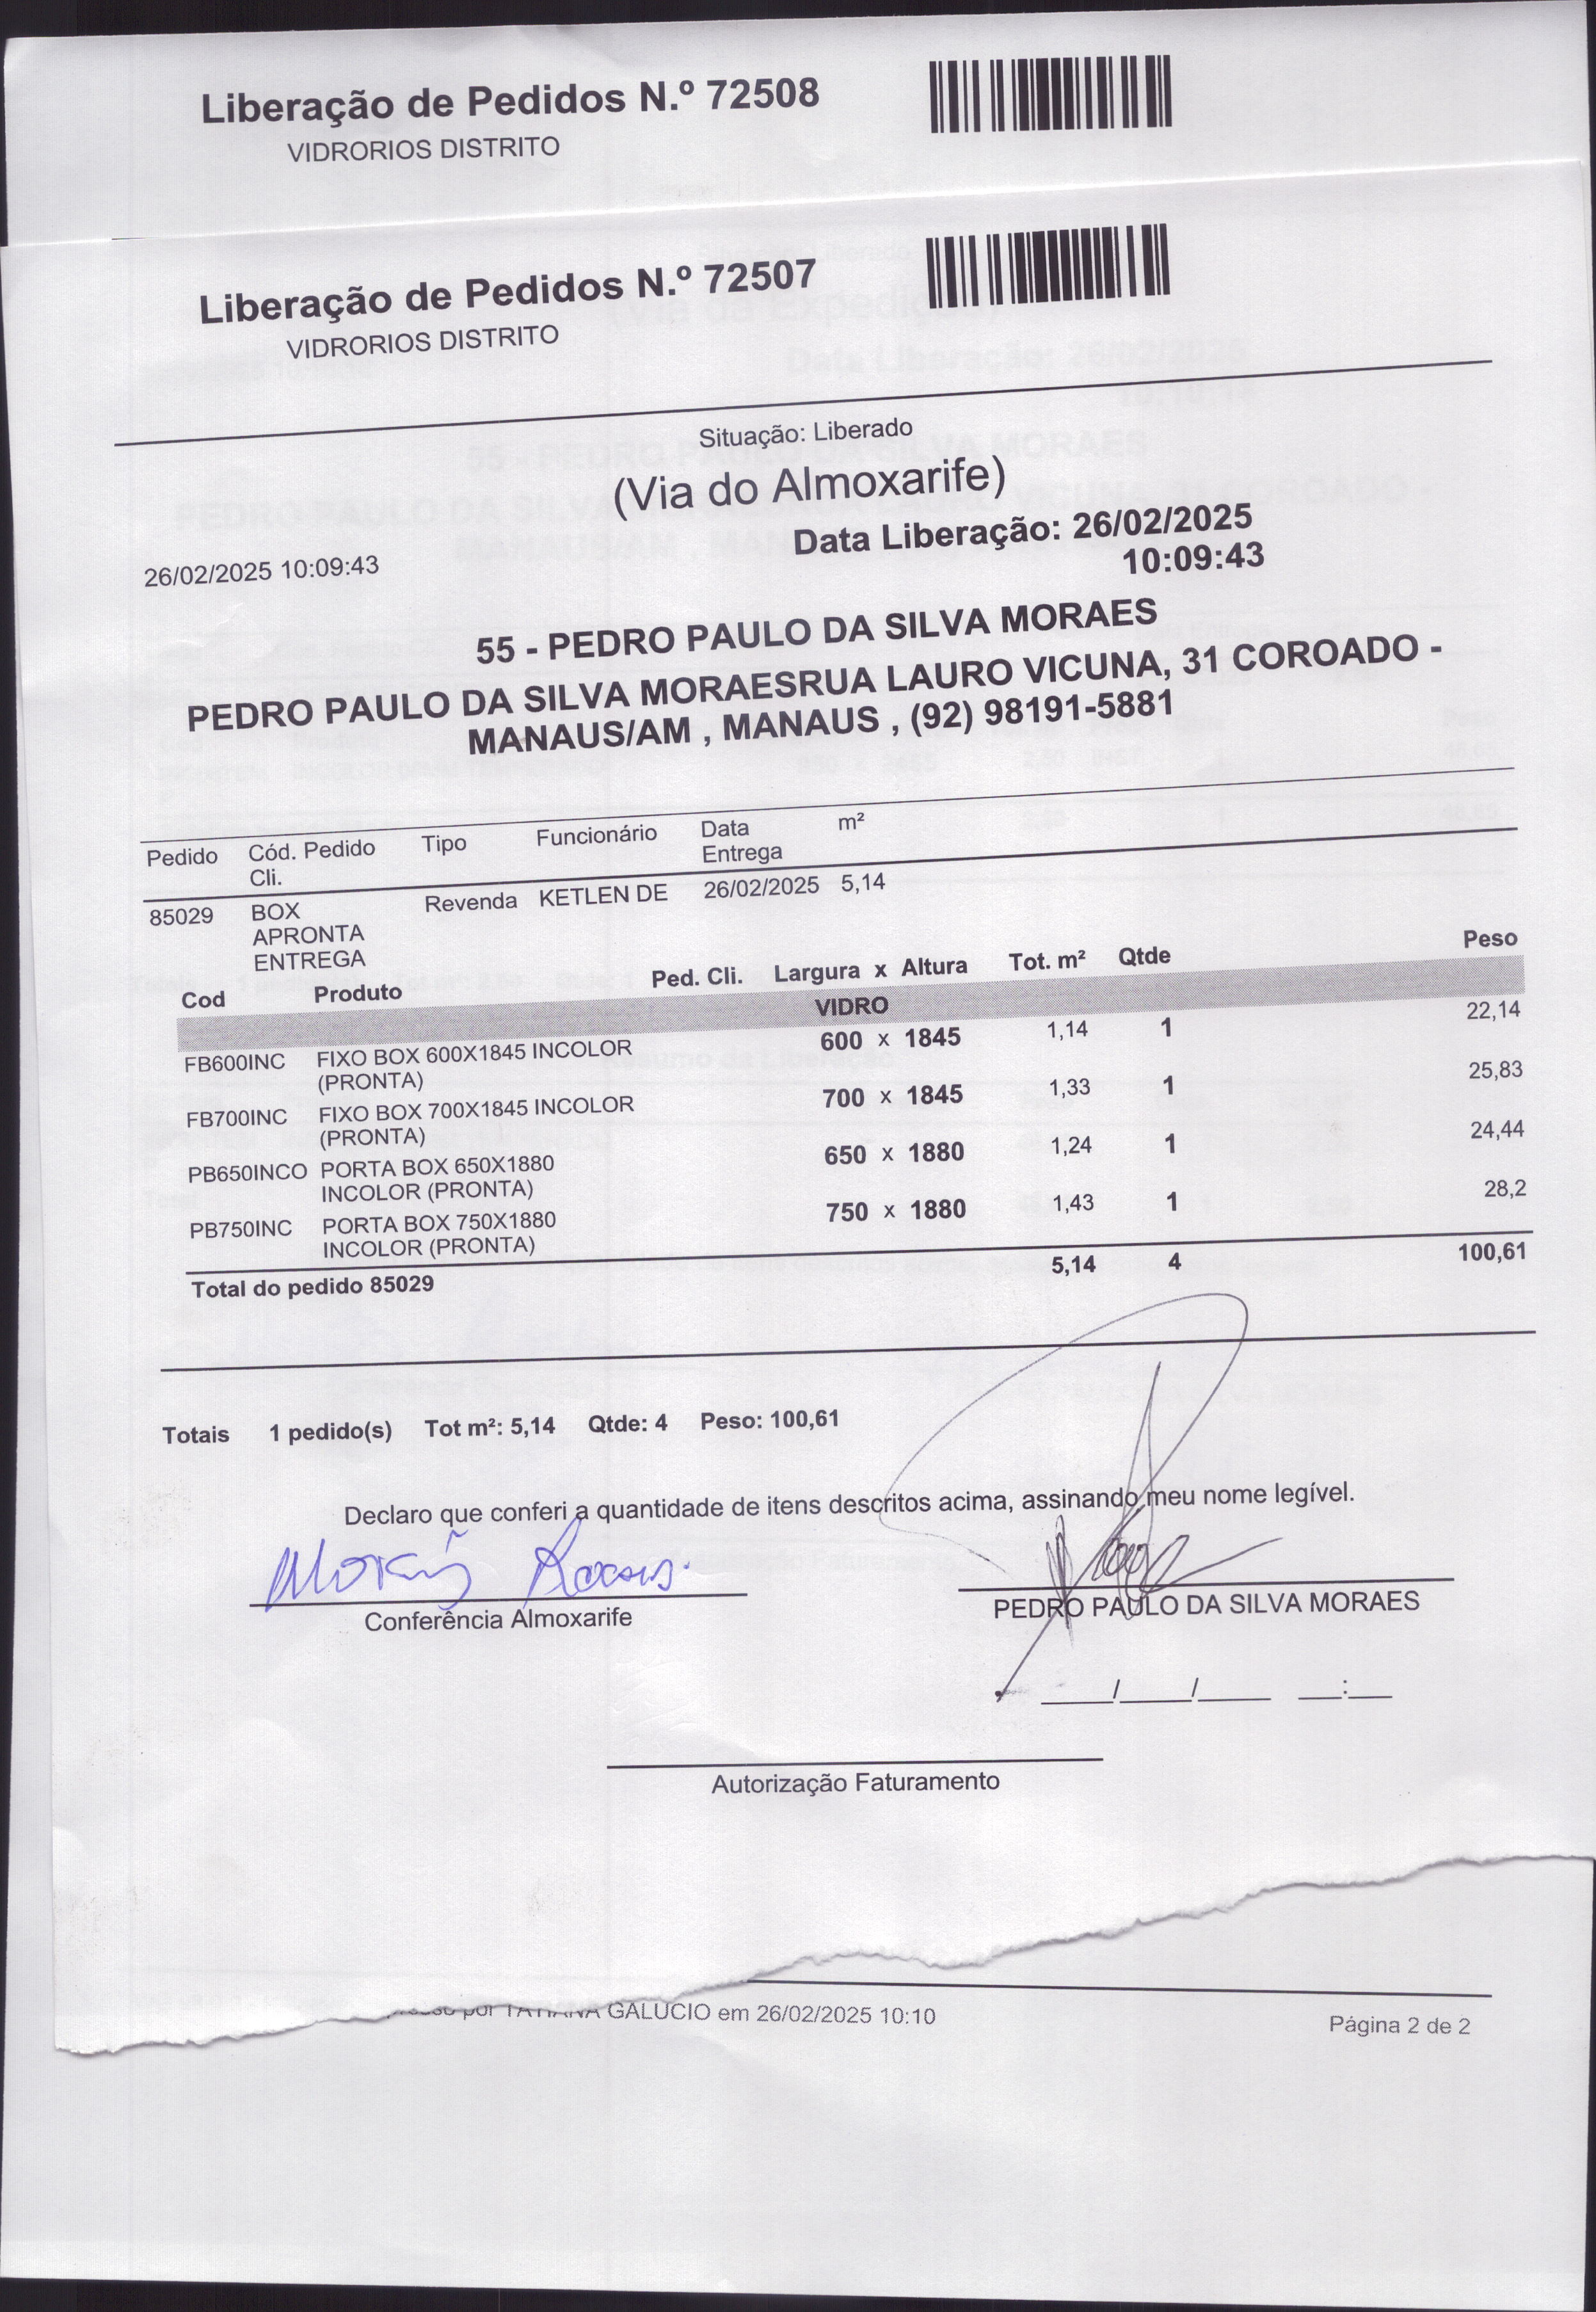 Liberação de Pedidos N.º 72508
VIDRORIOS DISTRITO
Liberação de Pedidos N.º 72507
VIDRORIOS DISTRITO
Situação: Liberado
(Via do Almoxarife)
26/02/2025 10:09:43
Data Liberação: 26/02/2025
10:09:43
55 - PEDRO PAULO DA SILVA MORAES
PEDRO PAULO DA SILVA MORAESRUA LAURO VICUNA, 31 COROADO -
MANAUS/AM , MANAUS , (92) 98191-5881
Pedido Cód. Pedido Cli. Tipo Funcionário Data Entrega m²
85029 BOX APRONTA ENTREGA Revenda KETLEN DE 26/02/2025 5,14
Cod Produto Ped. Cli. Largura x Altura Tot. m² Qtde Peso
VIDRO
FB600INC FIXO BOX 600X1845 INCOLOR 600 x 1845 1,14 1 22,14
(PRONTA)
FB700INC FIXO BOX 700X1845 INCOLOR 700 x 1845 1,33 1 25,83
(PRONTA)
PB650INCO PORTA BOX 650X1880 650 x 1880 1,24 1 24,44
INCOLOR (PRONTA)
PB750INC PORTA BOX 750X1880 750 x 1880 1,43 1 28,2
INCOLOR (PRONTA)
Total do pedido 85029 5,14 4 100,61
Totais 1 pedido(s) Tot m²: 5,14 Qtde: 4 Peso: 100,61
Declaro que conferi a quantidade de itens descritos acima, assinando meu nome legível.
Conferência Almoxarife
PEDRO PAULO DA SILVA MORAES
____/____/____ __:__
Autorização Faturamento
por TATIANA GALUCIO em 26/02/2025 10:10
Página 2 de 2